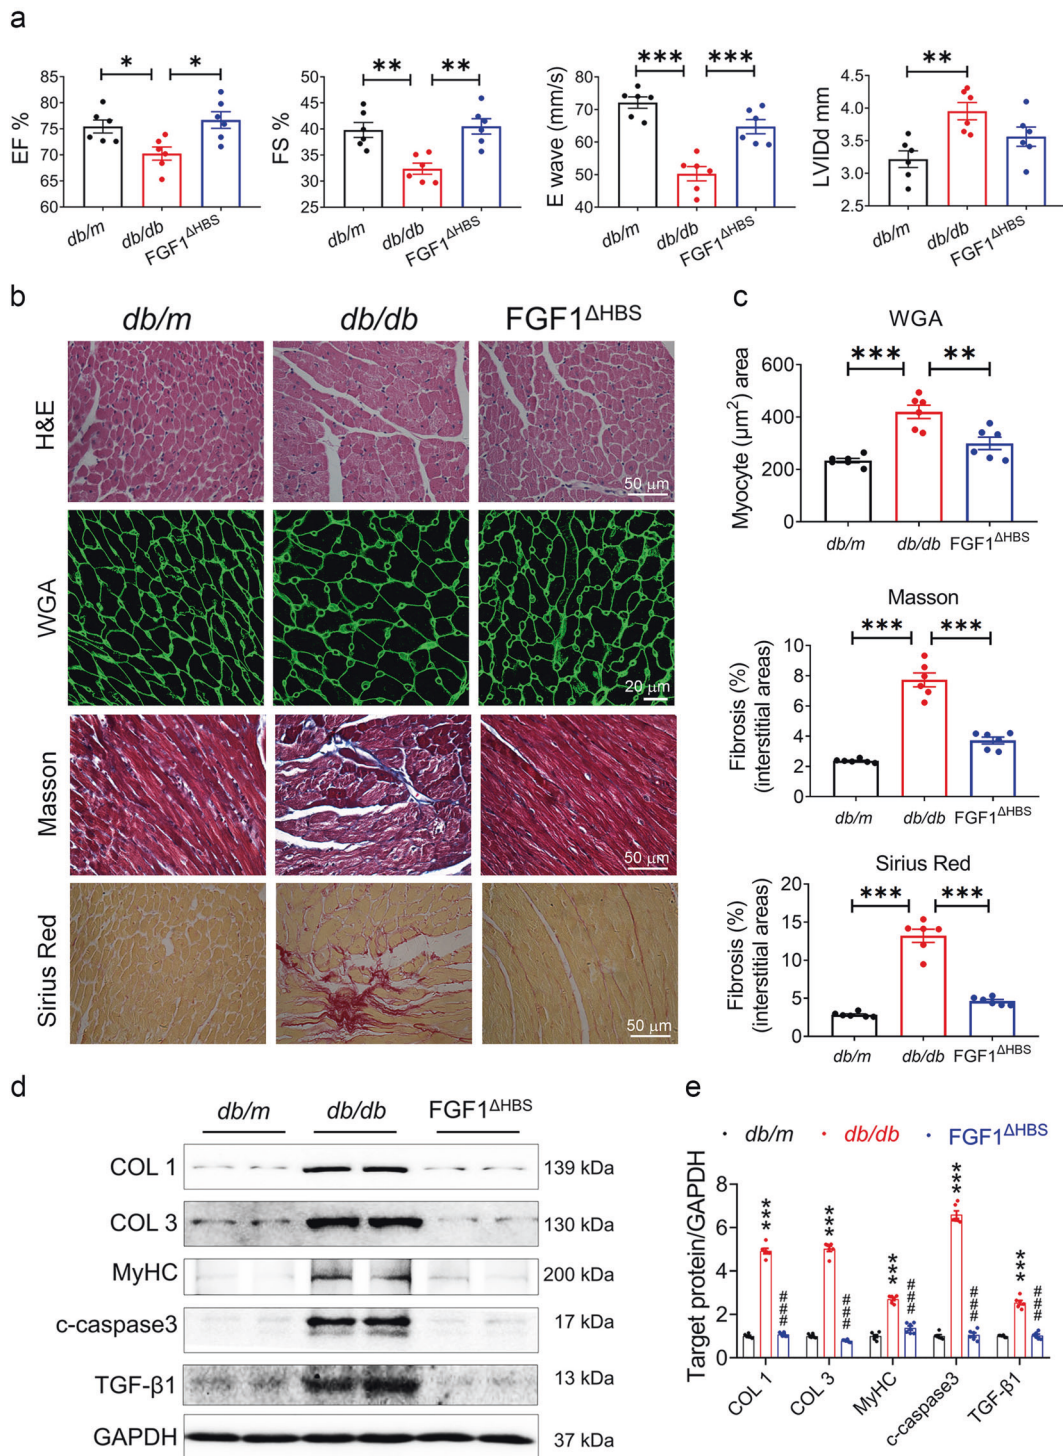 a
* *
** **
*** ***
**
EF %
85
80
75
70
65
60
db/m
db/db
FGF1ΔHBS
FS %
50
45
40
35
30
25
db/m
db/db
FGF1ΔHBS
E wave (mm/s)
80
70
60
50
40
db/m
db/db
FGF1ΔHBS
LVIDd mm
4.5
4.0
3.5
3.0
2.5
db/m
db/db
FGF1ΔHBS
b
db/m db/db FGF1ΔHBS
H&E
50 μm
WGA
20 μm
Masson
50 μm
Sirius Red
50 μm
c
WGA
*** **
Myocyte (μm²) area
600
400
200
0
db/m db/db FGF1ΔHBS
Masson
*** ***
Fibrosis (%)
(interstitial areas)
10
8
6
4
2
0
db/m db/db FGF1ΔHBS
Sirius Red
*** ***
Fibrosis (%)
(interstitial areas)
20
15
10
5
0
db/m db/db FGF1ΔHBS
d
db/m db/db FGF1ΔHBS
COL 1 139 kDa
COL 3 130 kDa
MyHC 200 kDa
c-caspase3 17 kDa
TGF-β1 13 kDa
GAPDH 37 kDa
e
db/m db/db FGF1ΔHBS
Target protein/GAPDH
8
6
4
2
0
*** ### *** ### *** ### *** ### *** ###
COL 1
COL 3
MyHC
c-caspase3
TGF-β1